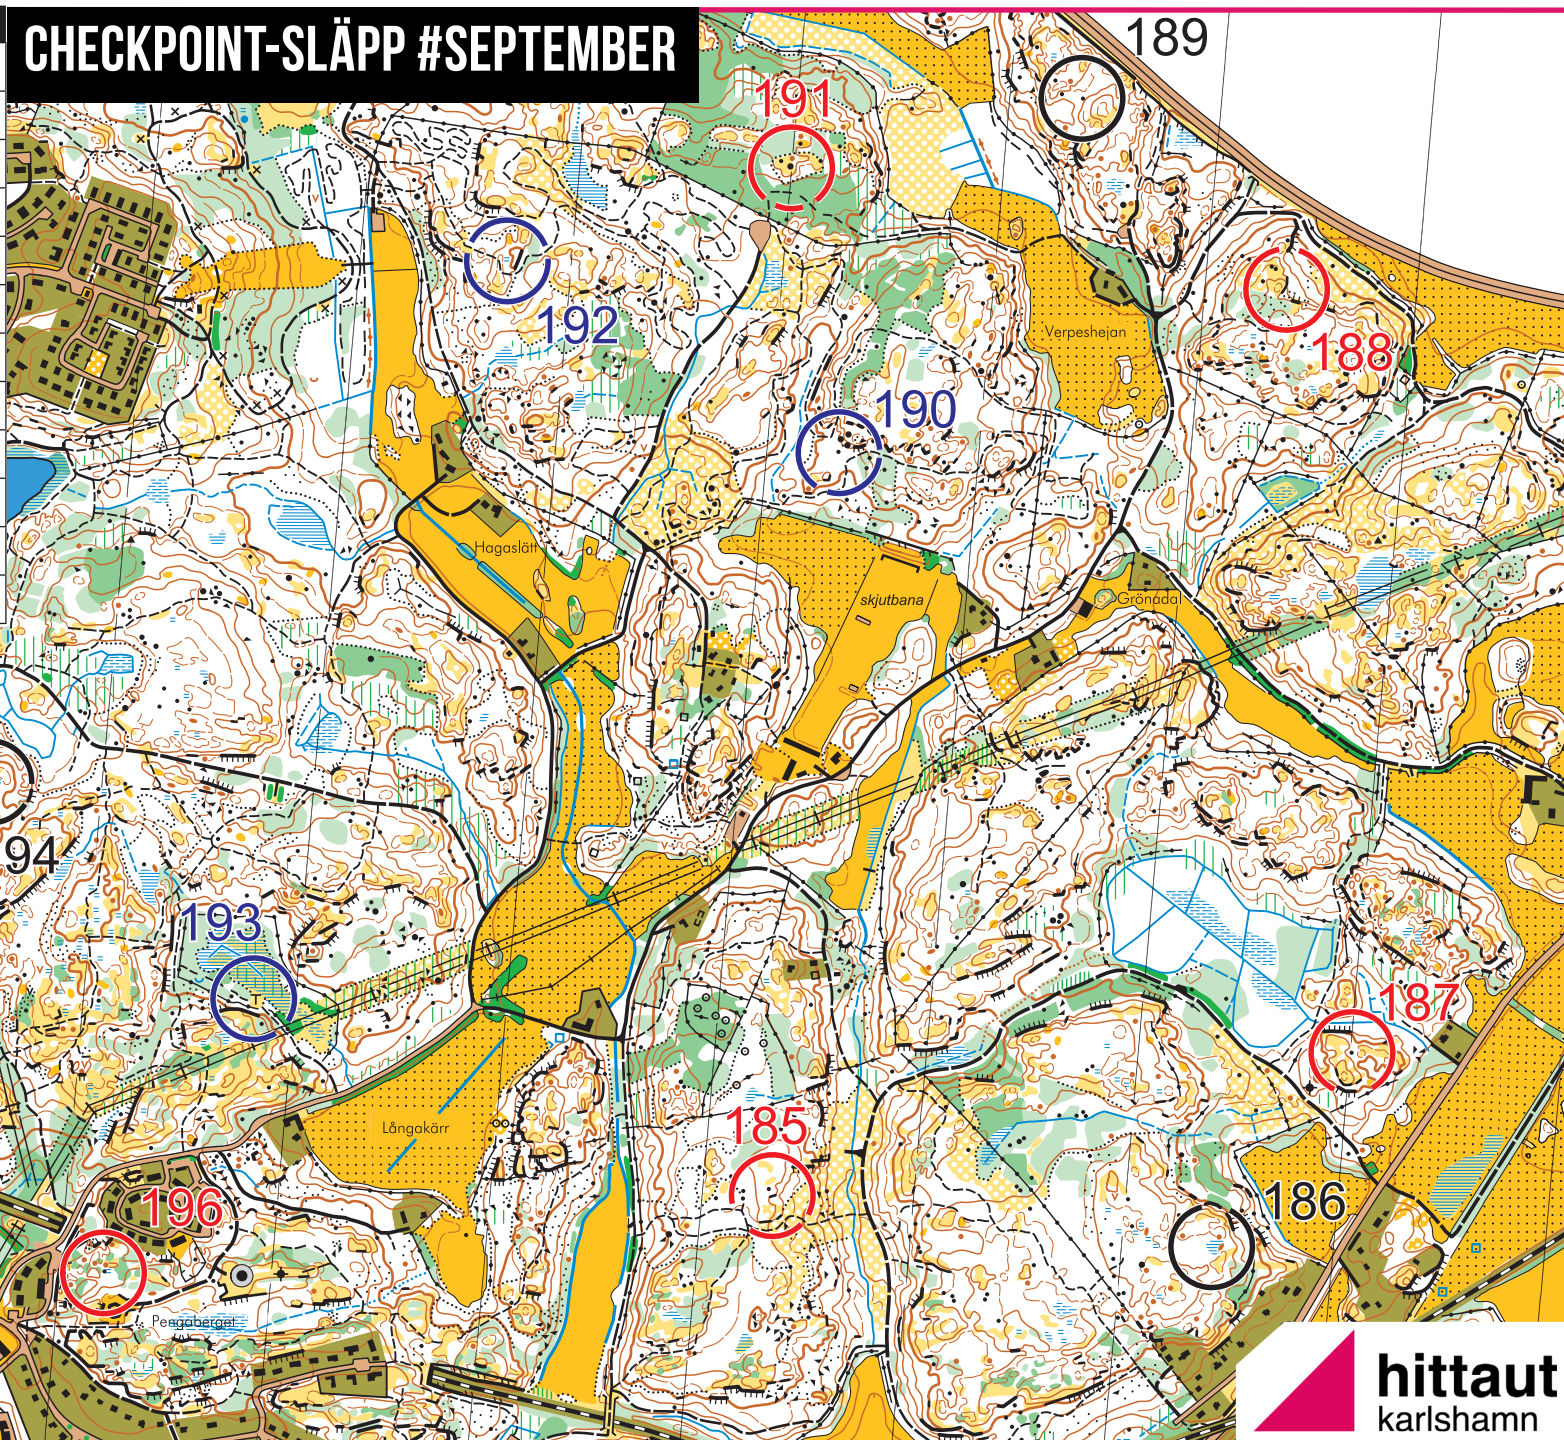 CHECKPOINT-SLÄPP #SEPTEMBER
189
191
192
188
Verpeshejan
190
Hagaslätt
skjutbana
Grönadal
94
193
187
185
Långakärr
186
196
Pengaberget
hittaut
karlshamn